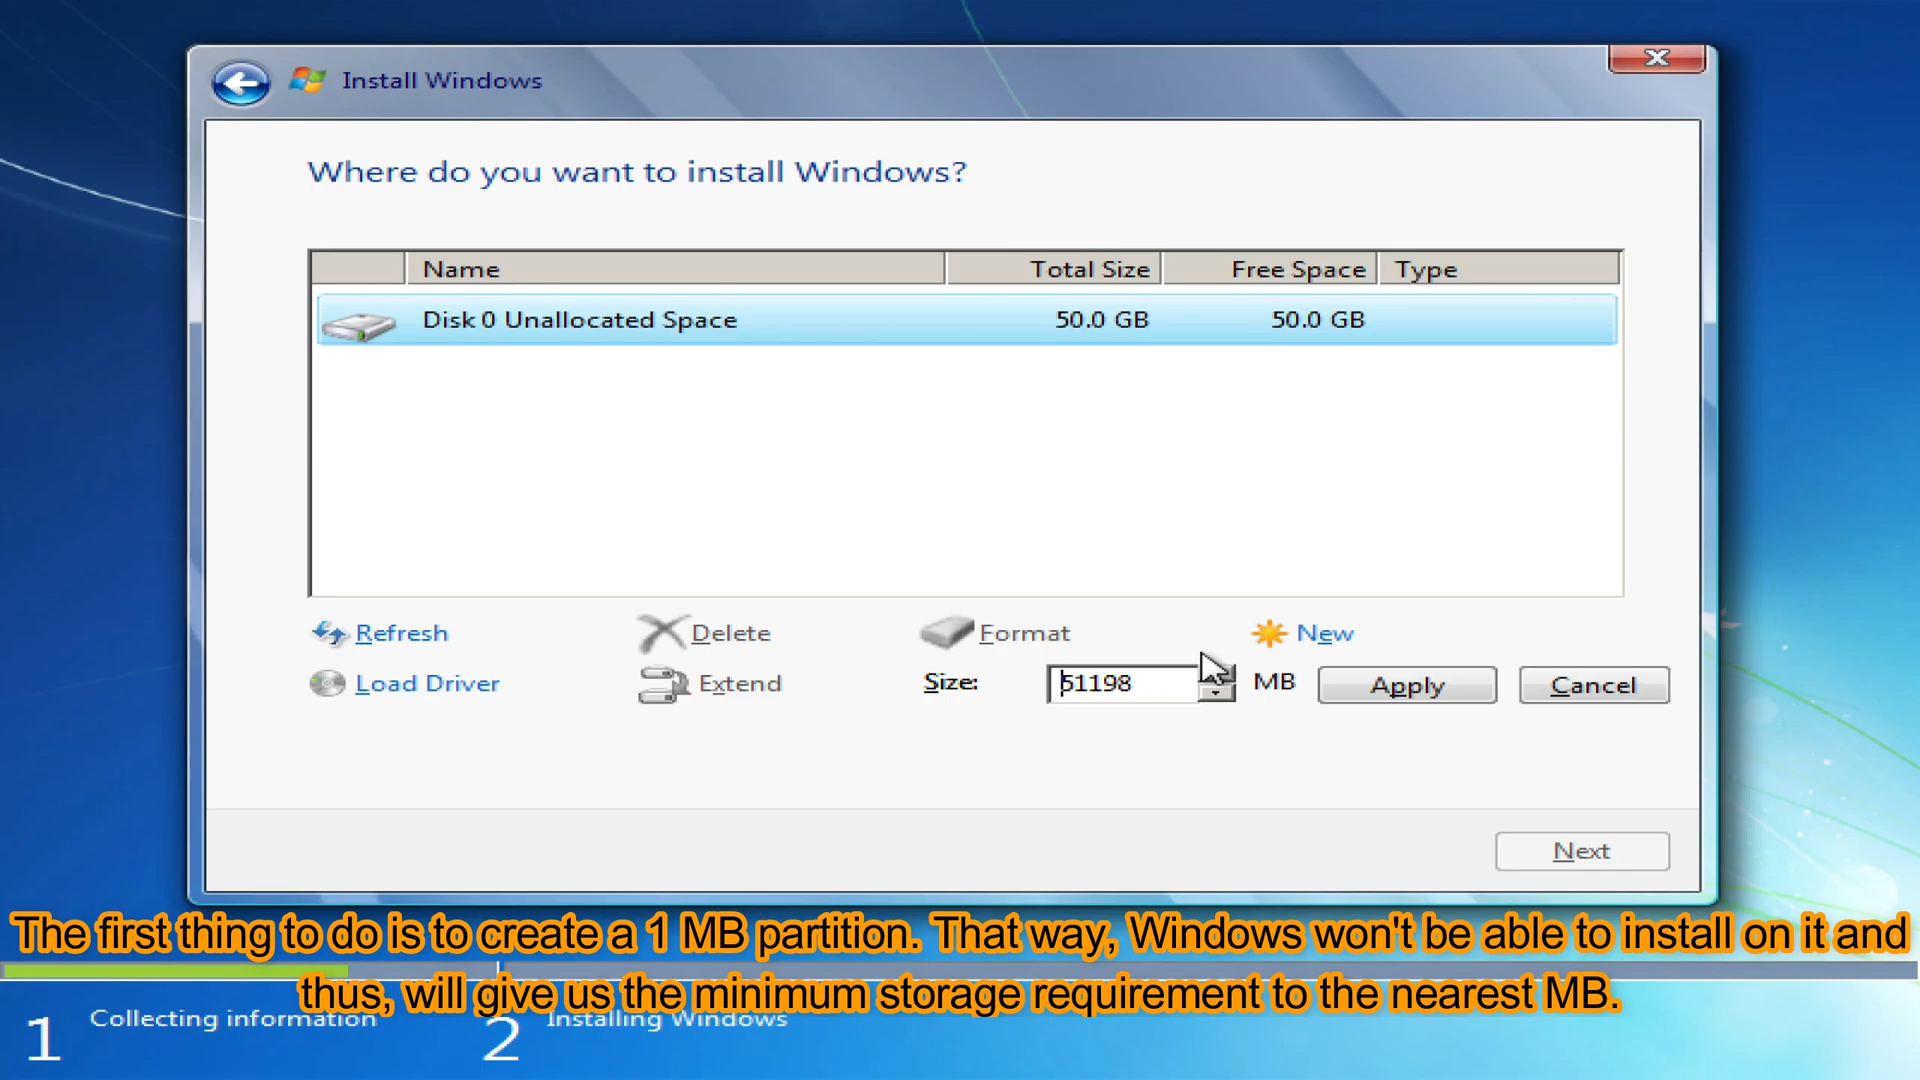 Install Windows
Where do you want to install Windows?
Name Total Size Free Space Type
Disk 0 Unallocated Space 50.0 GB 50.0 GB
Refresh Delete Format New
Load Driver Extend Size: 51198 MB Apply Cancel
Next
The first thing to do is to create a 1 MB partition. That way, Windows won't be able to install on it and
thus, will give us the minimum storage requirement to the nearest MB.
1 Collecting information 2 Installing Windows